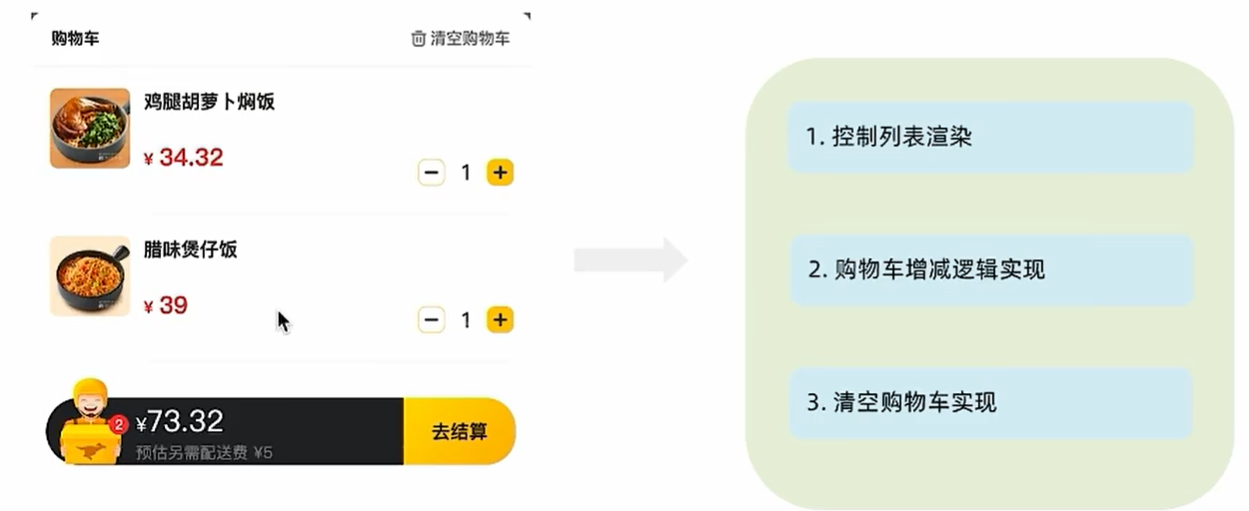 购物车
清空购物车
鸡腿胡萝卜焖饭
¥ 34.32
1
腊味煲仔饭
¥ 39
1
2
¥73.32
预估另需配送费 ¥5
去结算
1. 控制列表渲染
2. 购物车增减逻辑实现
3. 清空购物车实现